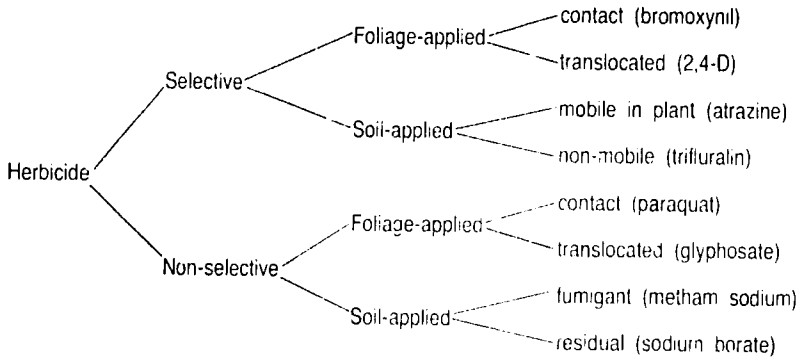 contact (bromoxynil)
Foliage-applied
translocated (2,4-D)
Selective
mobile in plant (atrazine)
Soil-applied
non-mobile (trifluralin)
Herbicide
contact (paraquat)
Foliage-applied
translocated (glyphosate)
Non-selective
fumigant (metham sodium)
Soil-applied
residual (sodium borate)